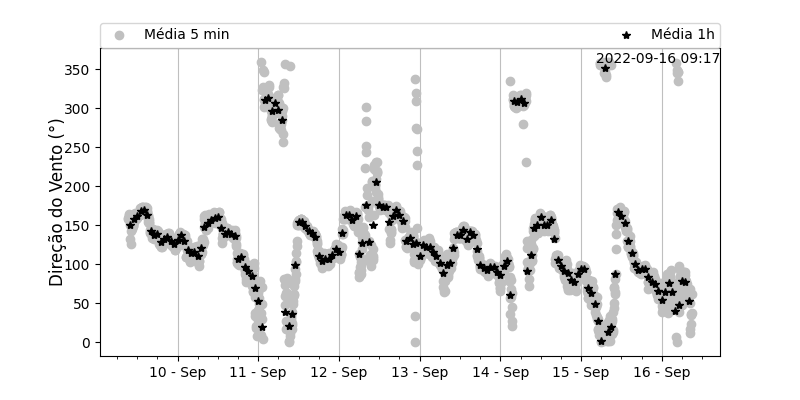 Média 5 min
Média 1h
2022-09-16 09:17
Direção do Vento (°)
350
300
250
200
150
100
50
0
10 - Sep
11 - Sep
12 - Sep
13 - Sep
14 - Sep
15 - Sep
16 - Sep